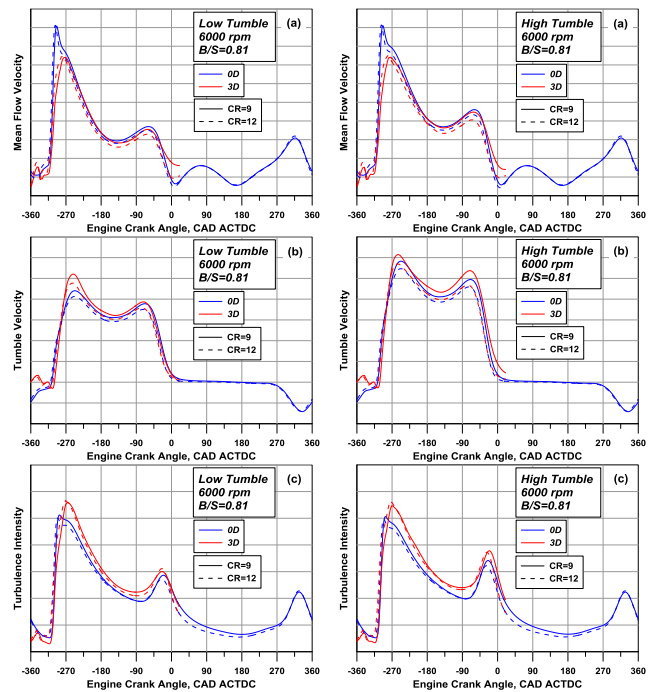 Low Tumble
6000 rpm
B/S=0.81
(a)
0D
3D
CR=9
CR=12
Mean Flow Velocity
-360 -270 -180 -90 0 90 180 270 360
Engine Crank Angle, CAD ACTDC
High Tumble
6000 rpm
B/S=0.81
(a)
0D
3D
CR=9
CR=12
Mean Flow Velocity
-360 -270 -180 -90 0 90 180 270 360
Engine Crank Angle, CAD ACTDC
Low Tumble
6000 rpm
B/S=0.81
(b)
0D
3D
CR=9
CR=12
Tumble Velocity
-360 -270 -180 -90 0 90 180 270 360
Engine Crank Angle, CAD ACTDC
High Tumble
6000 rpm
B/S=0.81
(b)
0D
3D
CR=9
CR=12
Tumble Velocity
-360 -270 -180 -90 0 90 180 270 360
Engine Crank Angle, CAD ACTDC
Low Tumble
6000 rpm
B/S=0.81
(c)
0D
3D
CR=9
CR=12
Turbulence Intensity
-360 -270 -180 -90 0 90 180 270 360
Engine Crank Angle, CAD ACTDC
High Tumble
6000 rpm
B/S=0.81
(c)
0D
3D
CR=9
CR=12
Turbulence Intensity
-360 -270 -180 -90 0 90 180 270 360
Engine Crank Angle, CAD ACTDC